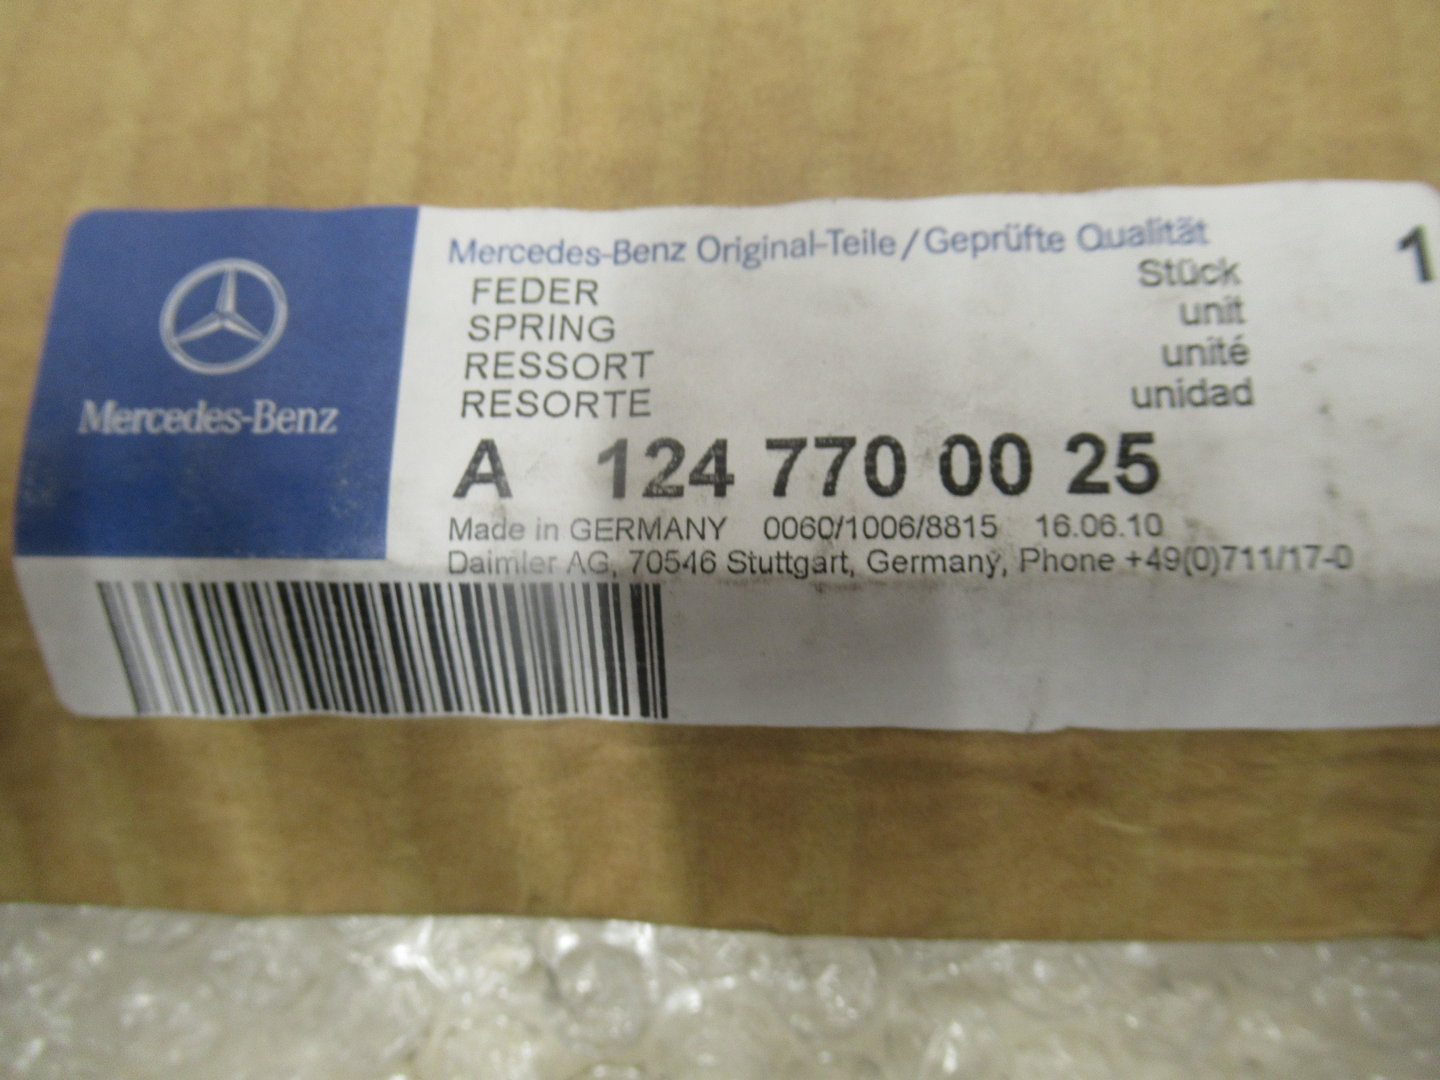 Mercedes-Benz
Mercedes-Benz Original-Teile/Geprüfte Qualität
FEDER Stück 1
SPRING unit
RESSORT unité
RESORTE unidad
A 124 770 00 25
Made in GERMANY 0060/1006/8815 16.06.10
Daimler AG, 70546 Stuttgart, Germany, Phone +49(0)711/17-0